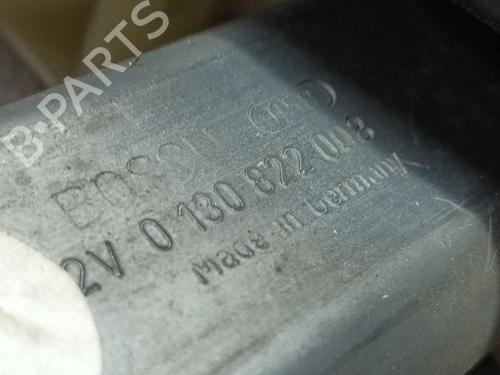 B-PARTS
BOSCH
2V 0 130 822 008
Made in Germany